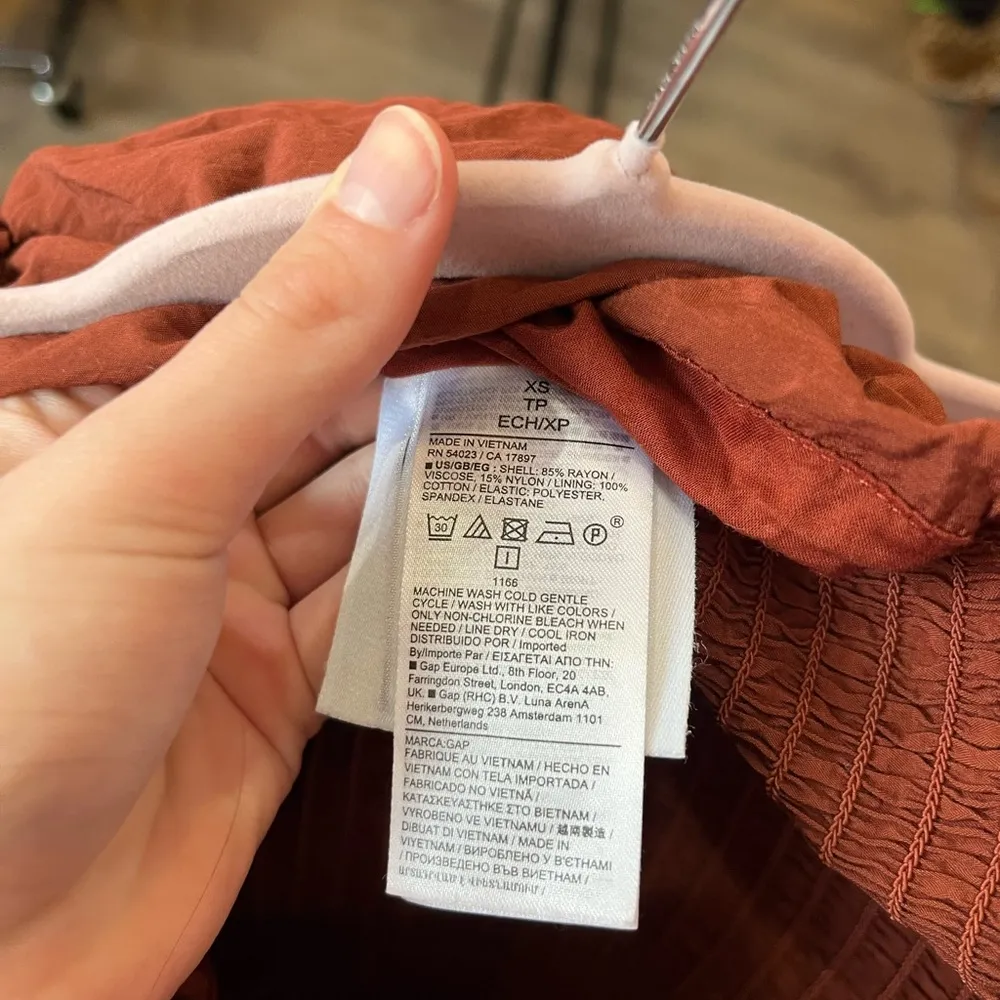 XS
TP
ECH/XP
MADE IN VIETNAM
RN 54023 / CA 17897
■ US/GB/EG : SHELL: 85% RAYON /
VISCOSE, 15% NYLON / LINING: 100%
COTTON / ELASTIC: POLYESTER,
SPANDEX / ELASTANE
30 P ®
I
1166
MACHINE WASH COLD GENTLE
CYCLE / WASH WITH LIKE COLORS /
ONLY NON-CHLORINE BLEACH WHEN
NEEDED / LINE DRY / COOL IRON
DISTRIBUIDO POR / Imported
By/Importe Par / ΕΙΣΑΓΕΤΑΙ ΑΠΟ ΤΗΝ:
■ Gap Europe Ltd., 8th Floor, 20
Farringdon Street, London, EC4A 4AB,
UK. ■ Gap (RHC) B.V. Luna ArenA
Herikerbergweg 238 Amsterdam 1101
CM, Netherlands
MARCA:GAP
FABRIQUE AU VIETNAM / HECHO EN
VIETNAM CON TELA IMPORTADA /
FABRICADO NO VIETNÃ /
ΚΑΤΑΣΚΕΥΑΣΤΗΚΕ ΣΤΟ ΒΙΕΤΝΑΜ /
VYROBENO VE VIETNAMU / 越南製造 /
DIBUAT DI VIETNAM / MADE IN
VIYETNAM / ВИРОБЛЕНО У В'ЄТНАМІ
/ ПРОИЗВЕДЕНО ВЪВ ВИЕТНАМ /
ԱՐՏԱԴՐՎԱԾ Է ՎԻԵՏՆԱՄՈՒՄ /